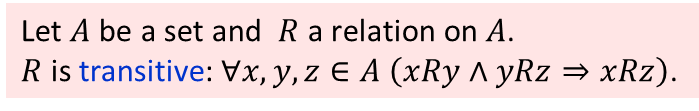 Let A be a set and R a relation on A.
R is transitive: ∀x, y, z ∈ A (xRy ∧ yRz ⇒ xRz).